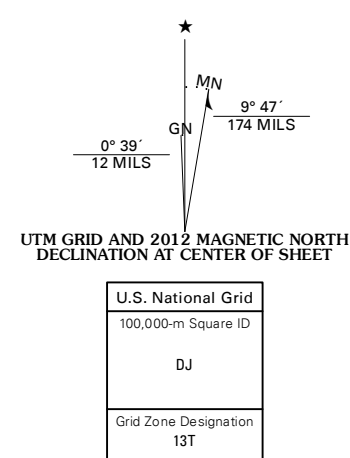 MN
9° 47´
174 MILS
GN
0° 39´
12 MILS
UTM GRID AND 2012 MAGNETIC NORTH
DECLINATION AT CENTER OF SHEET
U.S. National Grid
100,000-m Square ID
DJ
Grid Zone Designation
13T